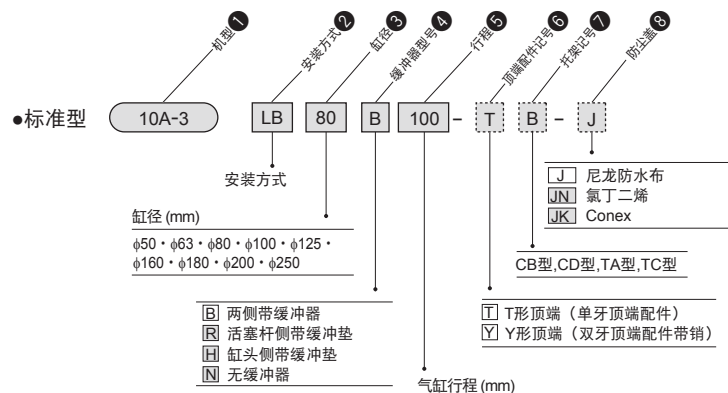 机型❶
安装方式❷
缸径❸
缓冲器型号❹
行程❺
顶端配件记号❻
托架记号❼
防尘盖❽
●标准型 10A-3 LB 80 B 100 - T B - J
安装方式
J 尼龙防水布
JN 氯丁二烯
JK Conex
缸径 (mm)
ϕ50・ϕ63・ϕ80・ϕ100・ϕ125・
ϕ160・ϕ180・ϕ200・ϕ250
CB型,CD型,TA型,TC型
B 两侧带缓冲器
R 活塞杆侧带缓冲垫
H 缸头侧带缓冲垫
N 无缓冲器
T T形顶端（单牙顶端配件）
Y Y形顶端（双牙顶端配件带销）
气缸行程 (mm)